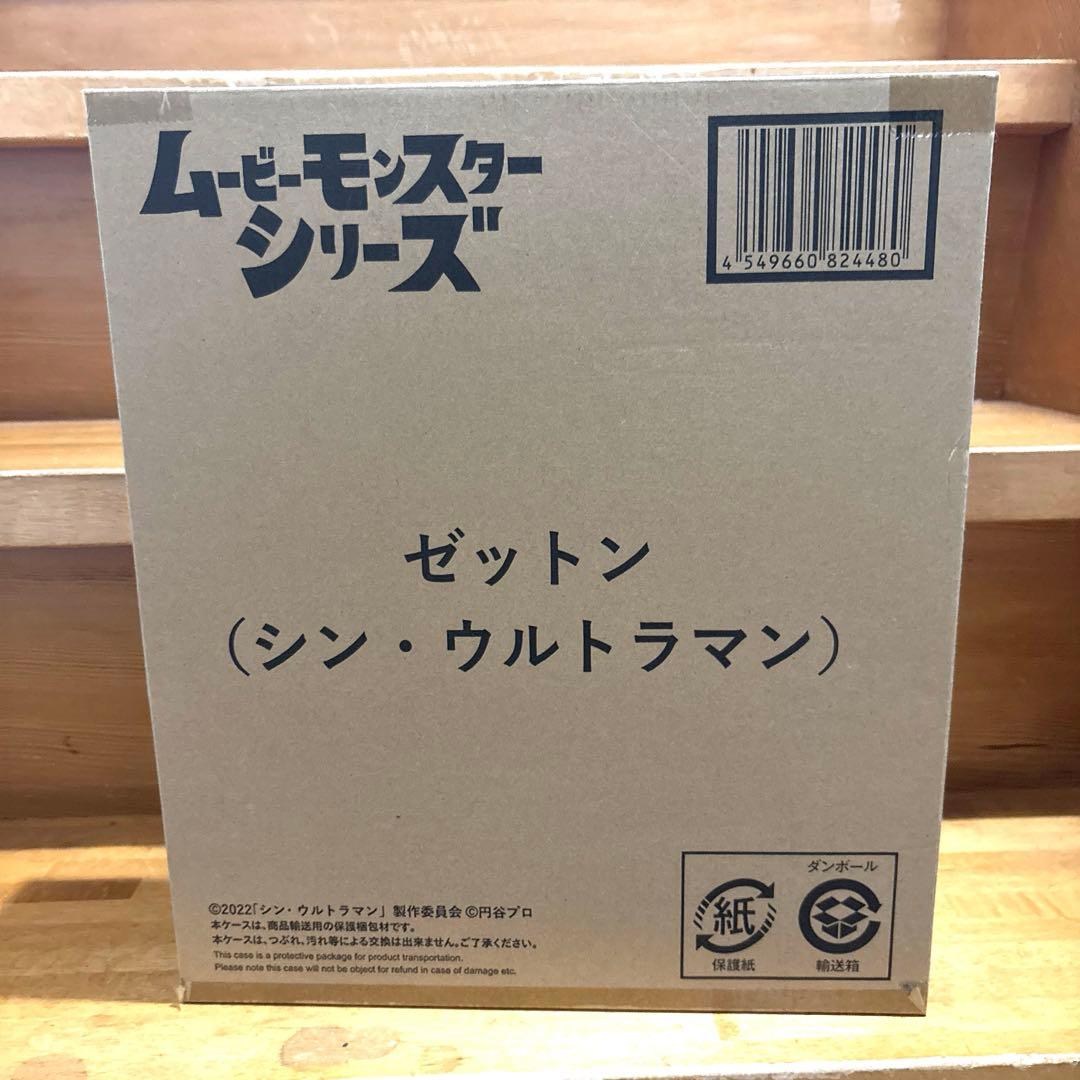 ムービーモンスター
シリーズ
4 549660 824480
ゼットン
（シン・ウルトラマン）
©2022「シン・ウルトラマン」製作委員会 ©円谷プロ
本ケースは、商品輸送用の保護梱包材です。
本ケースは、つぶれ、汚れ等による交換は出来ません。ご了承ください。
This case is a protective package for product transportation.
Please note this case will not be object for refund in case of damage etc.
ダンボール
紙
保護紙
輸送箱